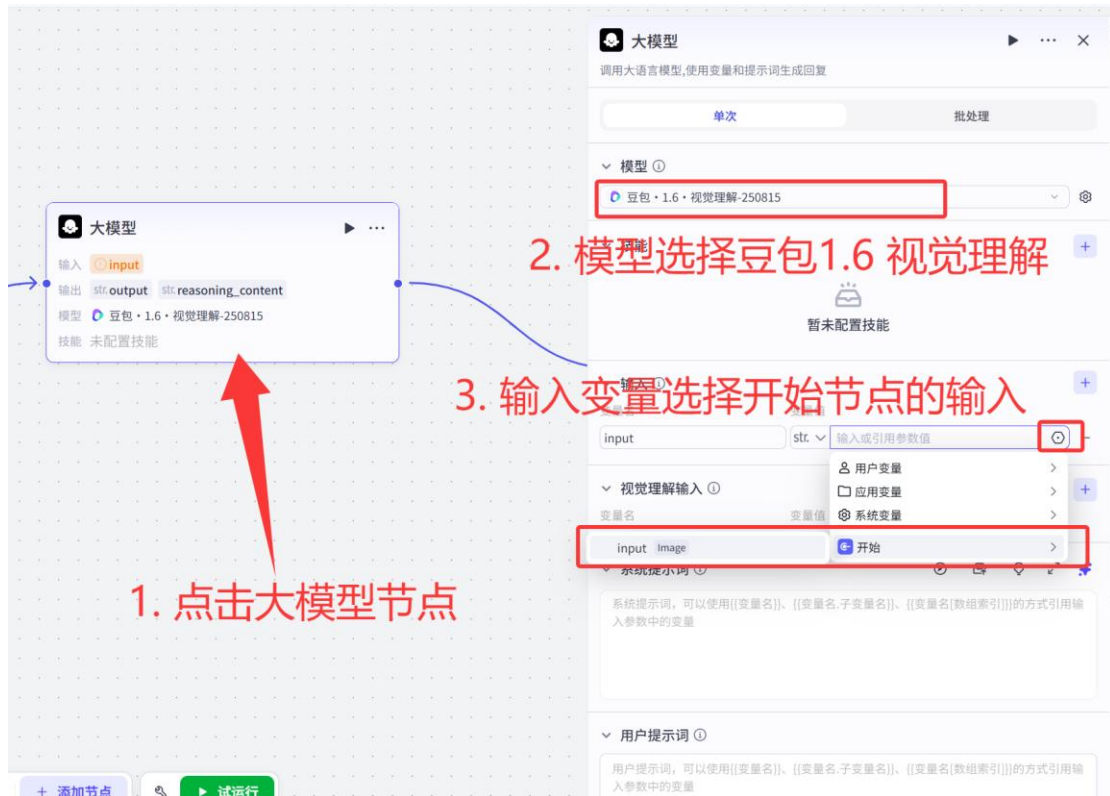 大模型
调用大语言模型,使用变量和提示词生成回复
单次
批处理
模型
豆包・1.6・视觉理解-250815
大模型
输入 input
输出 str. output str. reasoning_content
模型 豆包・1.6・视觉理解-250815
技能 未配置技能
2. 模型选择豆包1.6 视觉理解
暂未配置技能
输入
3. 输入变量选择开始节点的输入
input
str.
输入或引用参数值
用户变量
应用变量
系统变量
开始
视觉理解输入
变量名
变量值
input Image
系统提示词
系统提示词，可以使用{{变量名}}、{{变量名.子变量名}}、{{变量名[数组索引]}}的方式引用输
入参数中的变量
1. 点击大模型节点
用户提示词
用户提示词，可以使用{{变量名}}、{{变量名.子变量名}}、{{变量名[数组索引]}}的方式引用输
入参数中的变量
+ 添加节点
试运行